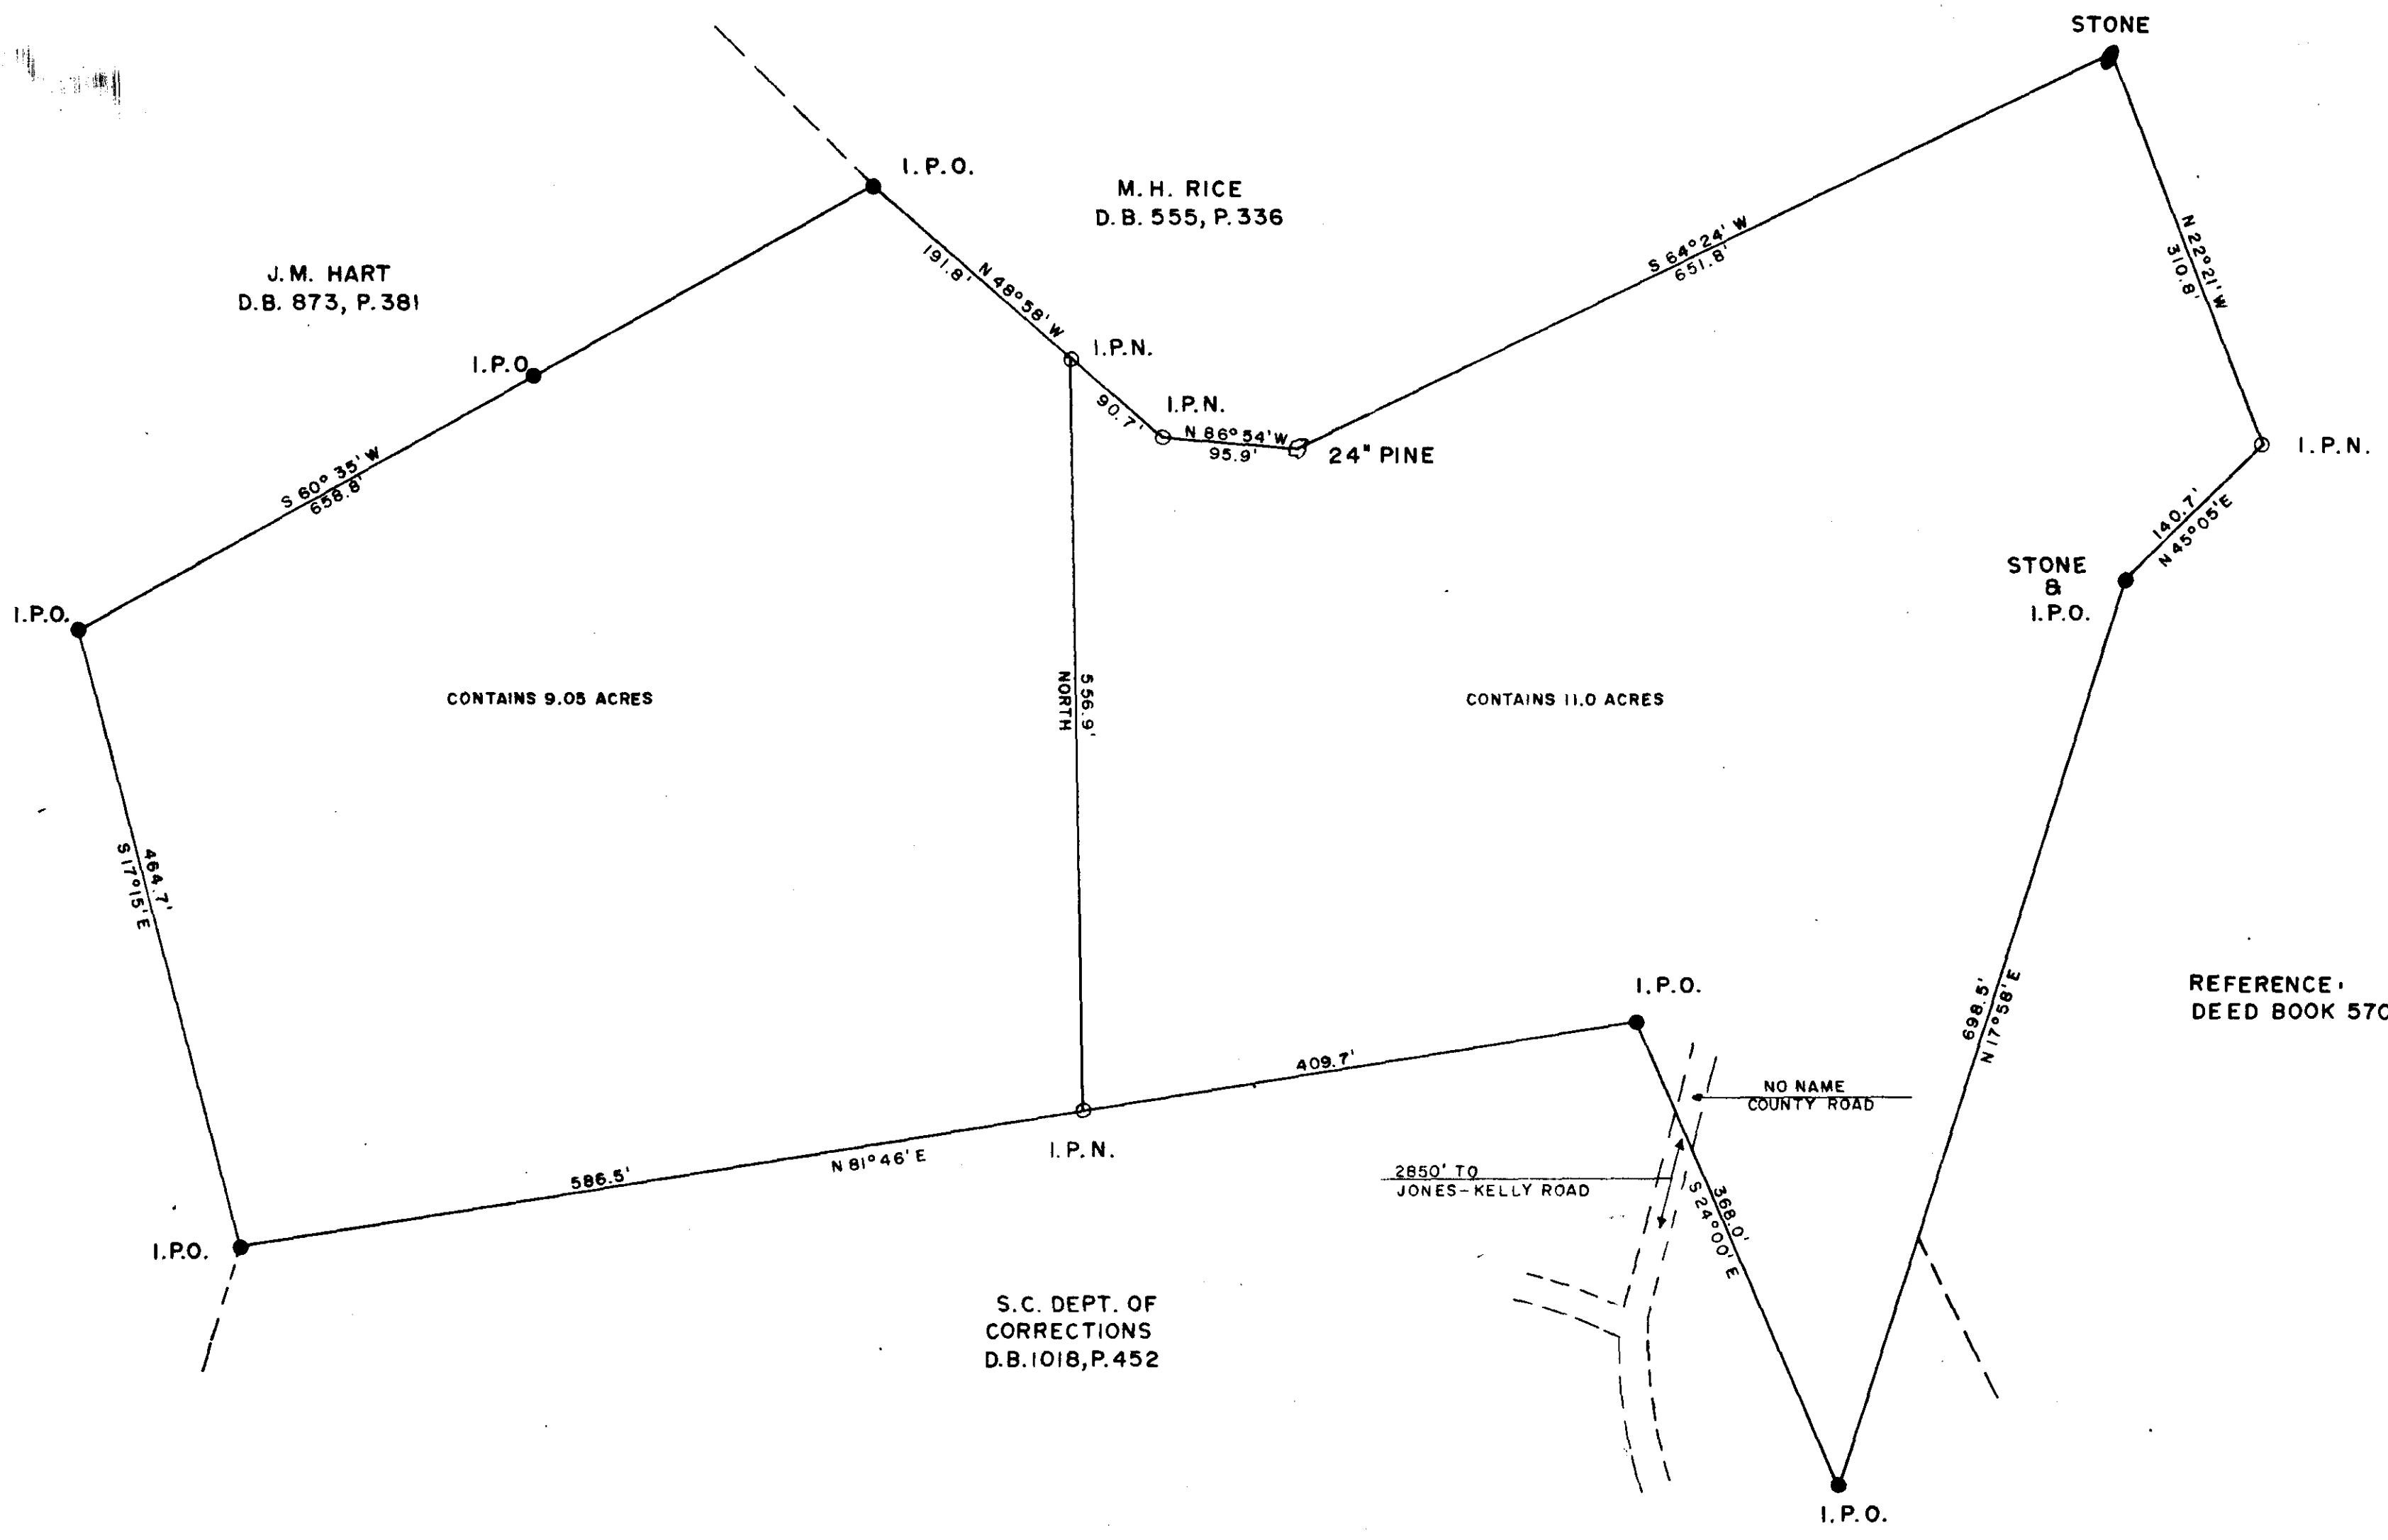 STONE
I.P.O.
M. H. RICE
D. B. 555, P. 336
J. M. HART
D.B. 873, P. 381
191.8'
N 48° 58' W
S 64° 24' W
651.8'
N 22° 21' W
310.8'
I.P.N.
I.P.O.
90.7'
I.P.N.
N 86° 54' W
95.9'
24" PINE
I.P.N.
S 60° 35' W
658.8'
140.7'
N 45° 05' E
STONE
&
I.P.O.
I.P.O.
CONTAINS 9.05 ACRES
556.9'
NORTH
CONTAINS 11.0 ACRES
464.7'
S 17° 15' E
I.P.O.
698.5'
N 17° 58' E
REFERENCE:
DEED BOOK 570
409.7'
NO NAME
COUNTY ROAD
586.5'
N 81° 46' E
I.P.N.
2850' TO
JONES-KELLY ROAD
368.0'
S 24° 00' E
I.P.O.
S.C. DEPT. OF
CORRECTIONS
D.B. 1018, P. 452
I.P.O.